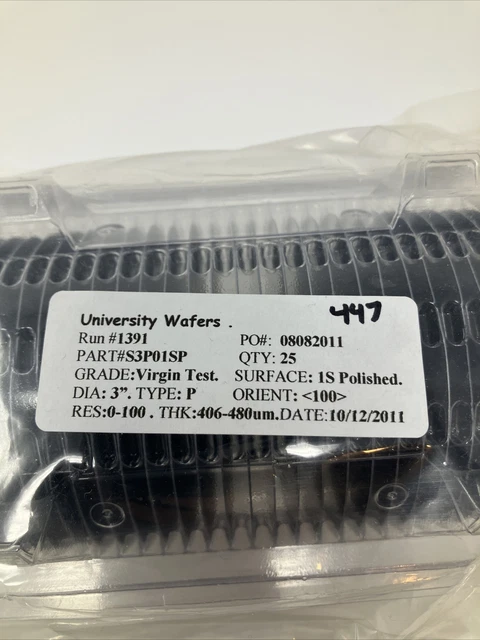 447
University Wafers .
Run #1391 PO#: 08082011
PART#S3P01SP QTY: 25
GRADE:Virgin Test. SURFACE: 1S Polished.
DIA: 3”. TYPE: P ORIENT: <100>
RES:0-100 . THK:406-480um.DATE:10/12/2011